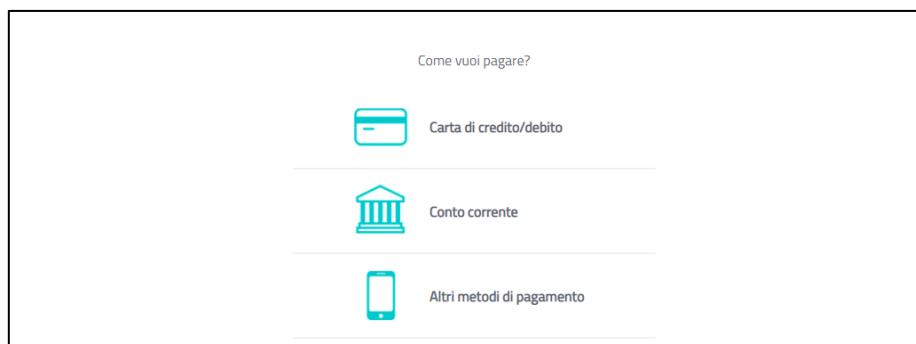 Come vuoi pagare?
Carta di credito/debito
Conto corrente
Altri metodi di pagamento